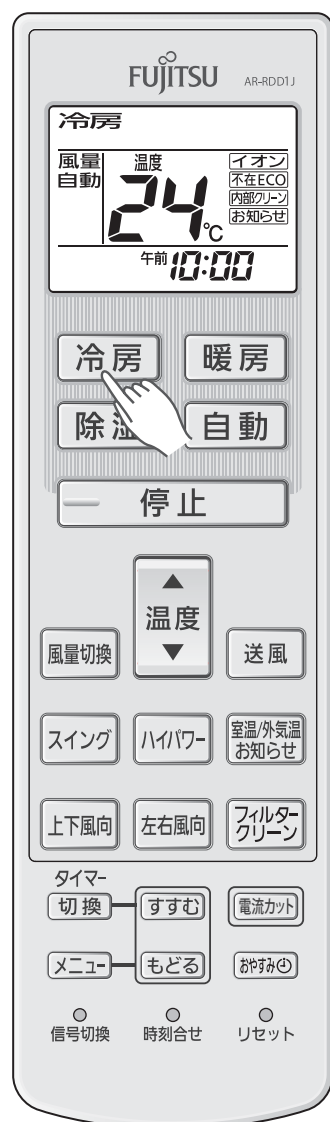 FUJITSU AR-RDD1J
冷房
風量 温度 イオン
自動 24℃ 不在ECO
内部クリーン
お知らせ
午前 10:00
冷房 暖房
除湿 自動
停止
▲
温度
▼
風量切換 送風
スイング ハイパワー 室温/外気温
お知らせ
上下風向 左右風向 フィルター
クリーン
タイマー
切換 すすむ 電流カット
メニュー もどる おやすみ
信号切換 時刻合せ リセット